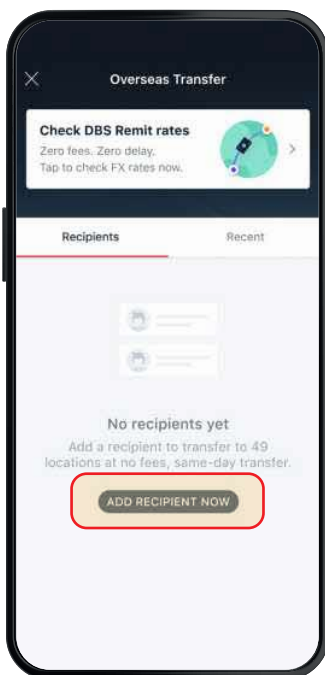 Overseas Transfer
Check DBS Remit rates
Zero fees. Zero delay.
Tap to check FX rates now.
Recipients
Recent
No recipients yet
Add a recipient to transfer to 49
locations at no fees, same-day transfer.
ADD RECIPIENT NOW